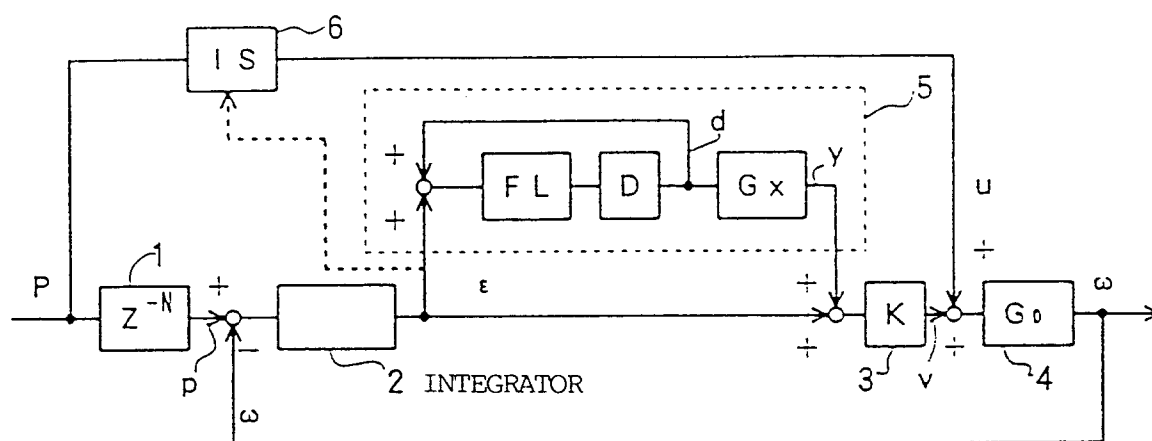 6
I S
5
d
÷
F L
D
G x
y
÷
u
÷
P
1
Z^-N
÷
ε
÷
ω
K
G₀
p
−
2 INTEGRATOR
÷
3
v
÷
4
ω